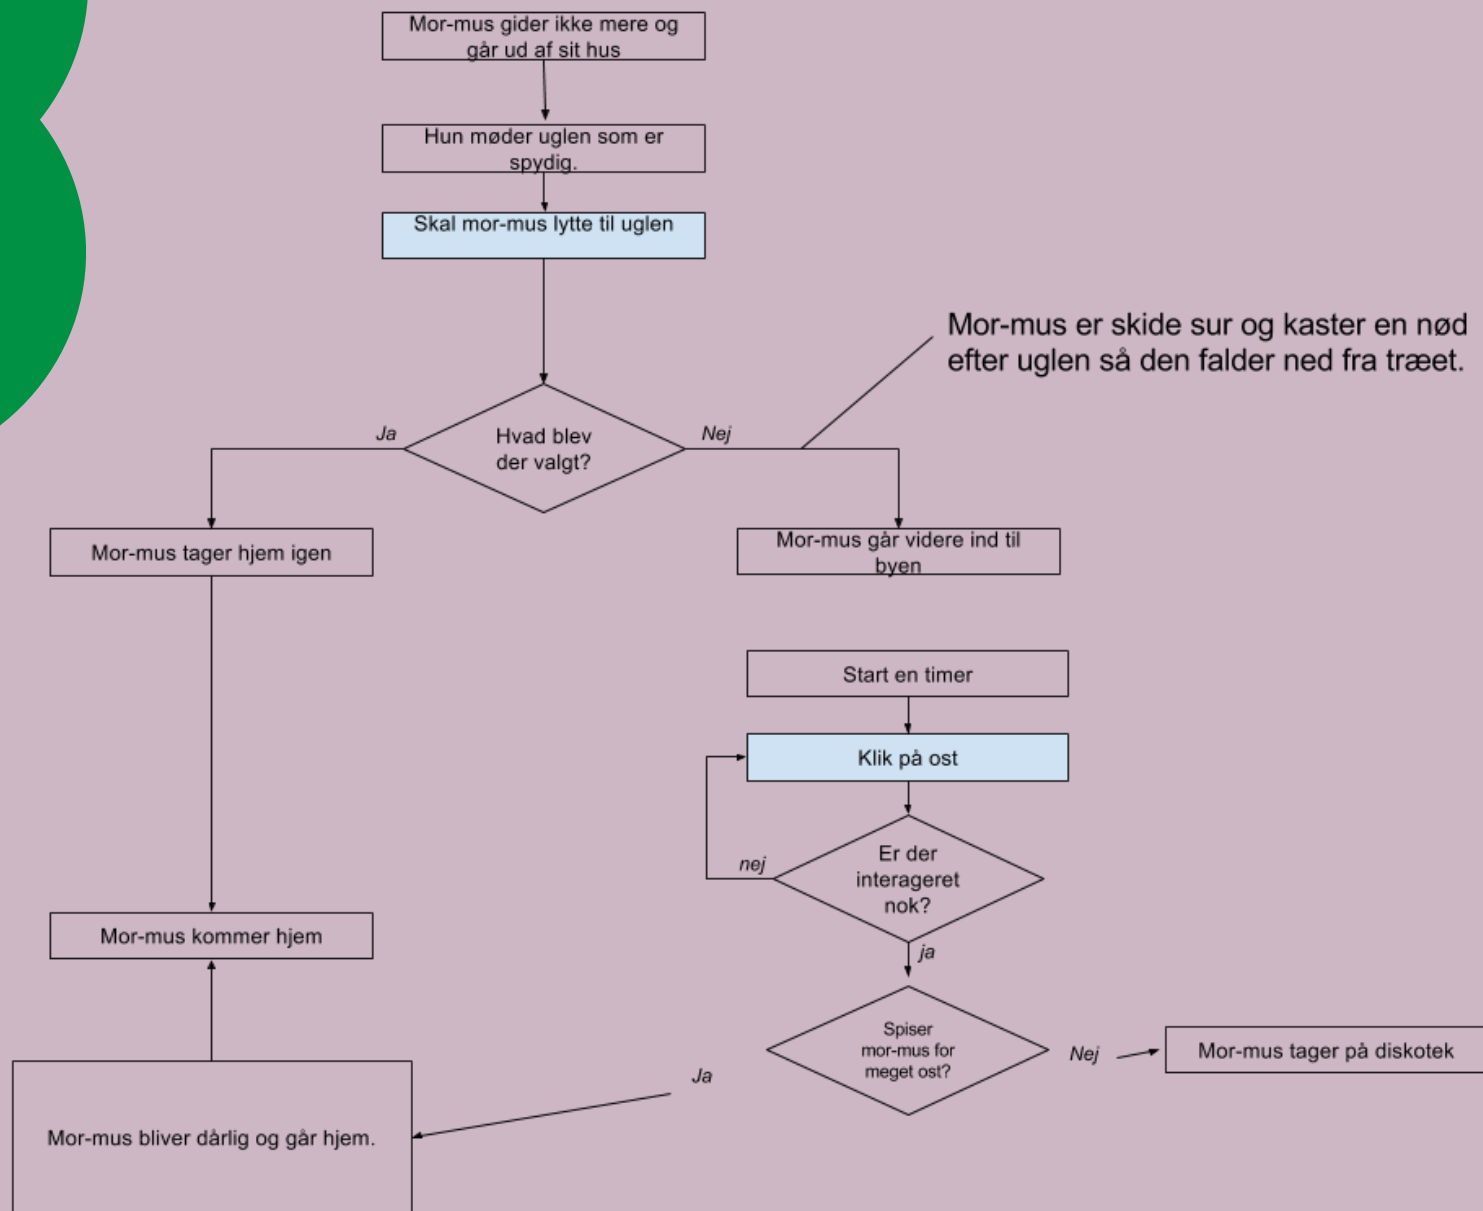 Mor-mus gider ikke mere og
går ud af sit hus
Hun møder uglen som er
spydig.
Skal mor-mus lytte til uglen
Mor-mus er skide sur og kaster en nød
efter uglen så den falder ned fra træet.
Ja
Hvad blev
der valgt?
Nej
Mor-mus tager hjem igen
Mor-mus går videre ind til
byen
Start en timer
Klik på ost
nej
Er der
interageret
nok?
ja
Mor-mus kommer hjem
Spiser
mor-mus for
meget ost?
Nej
Mor-mus tager på diskotek
Ja
Mor-mus bliver dårlig og går hjem.